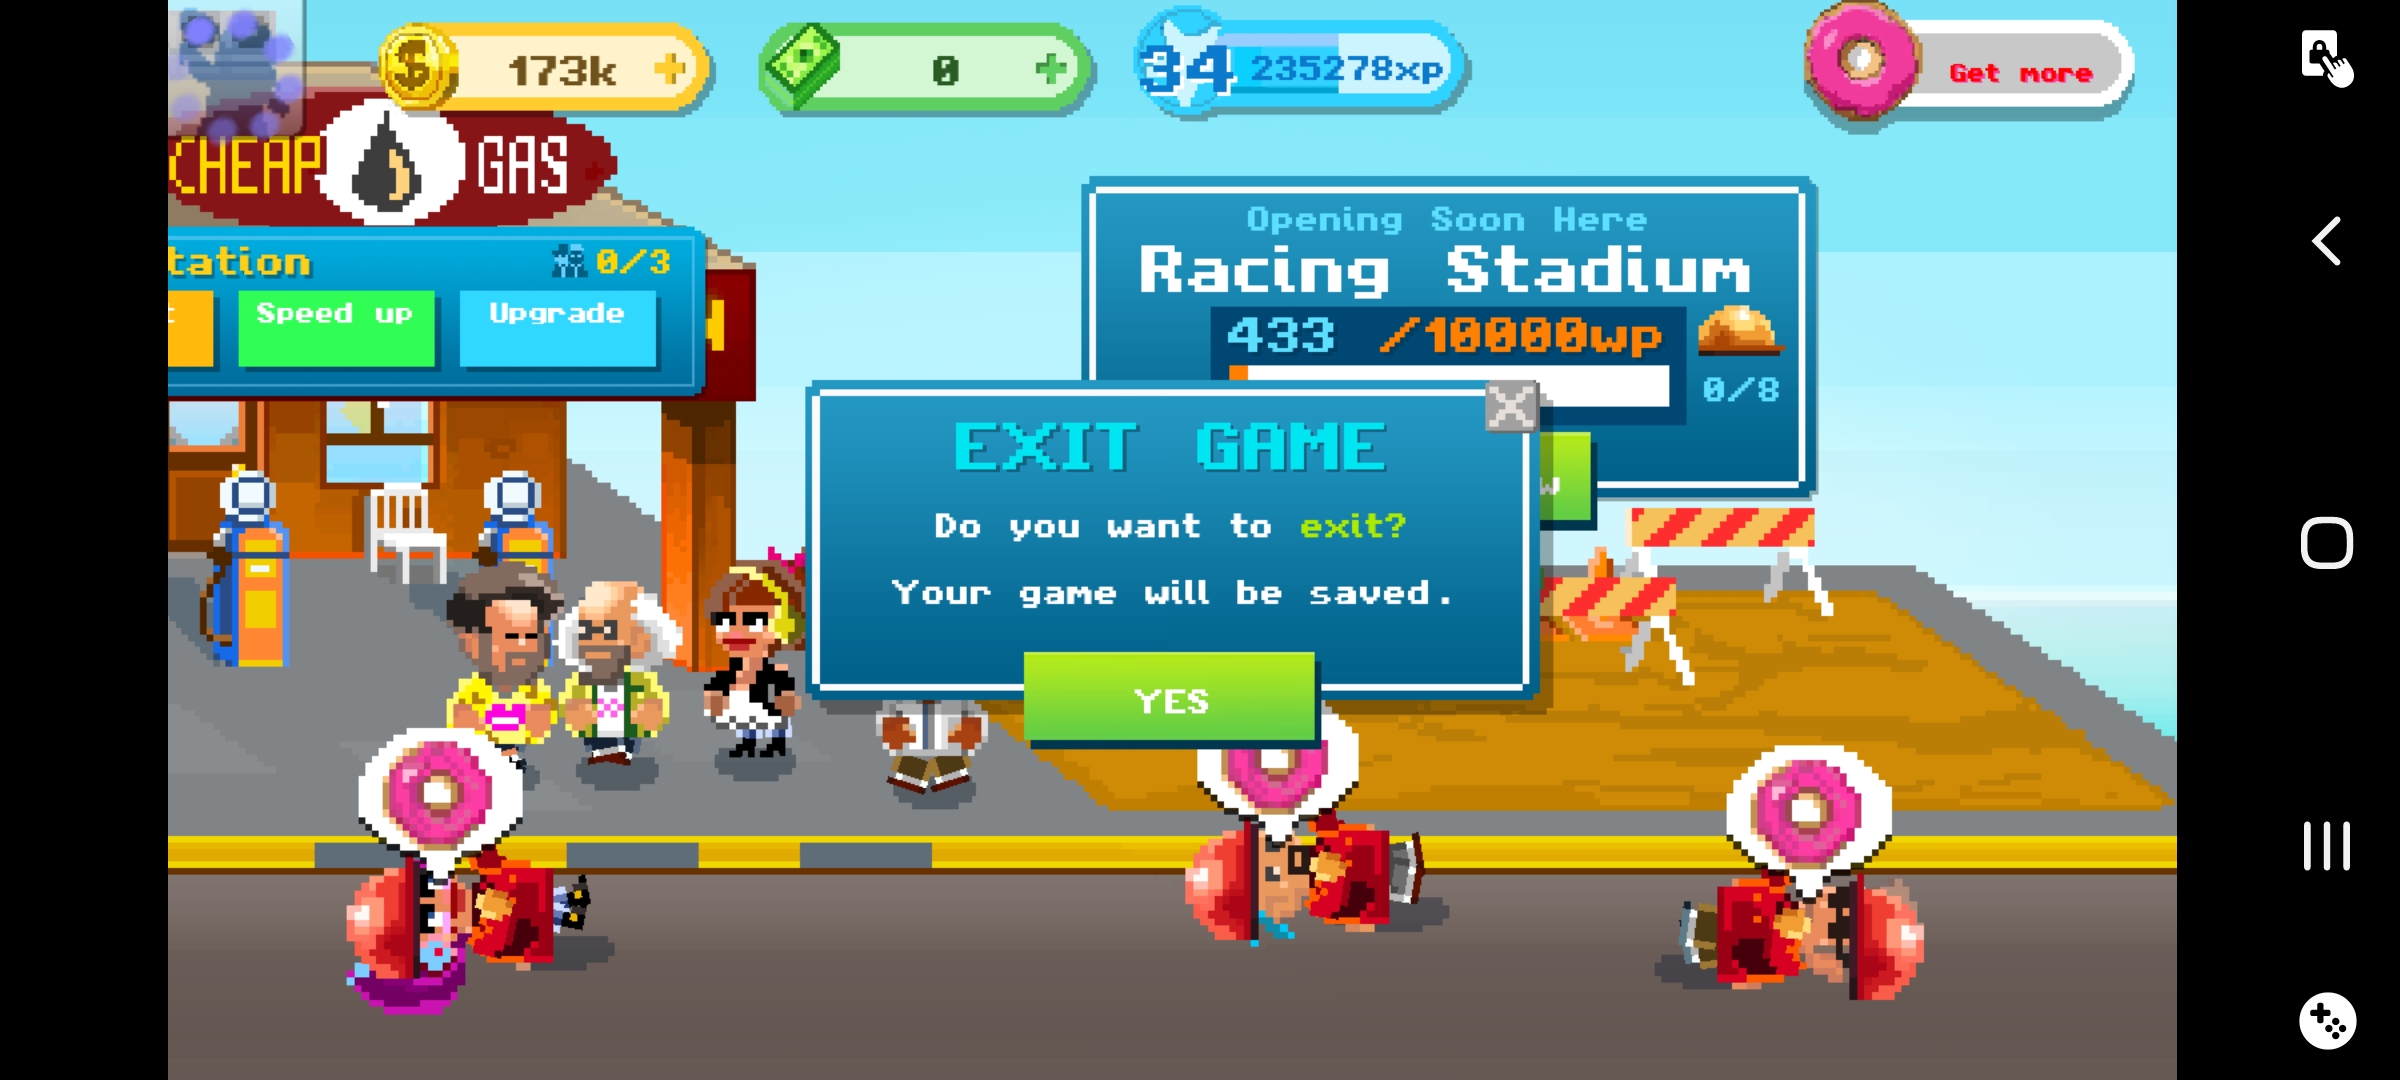 173k
0
34 235278xp
Get more
CHEAP GAS
tation 0/3
Speed up
Upgrade
Opening Soon Here
Racing Stadium
433 /10000wp
0/8
EXIT GAME
Do you want to exit?
Your game will be saved.
YES